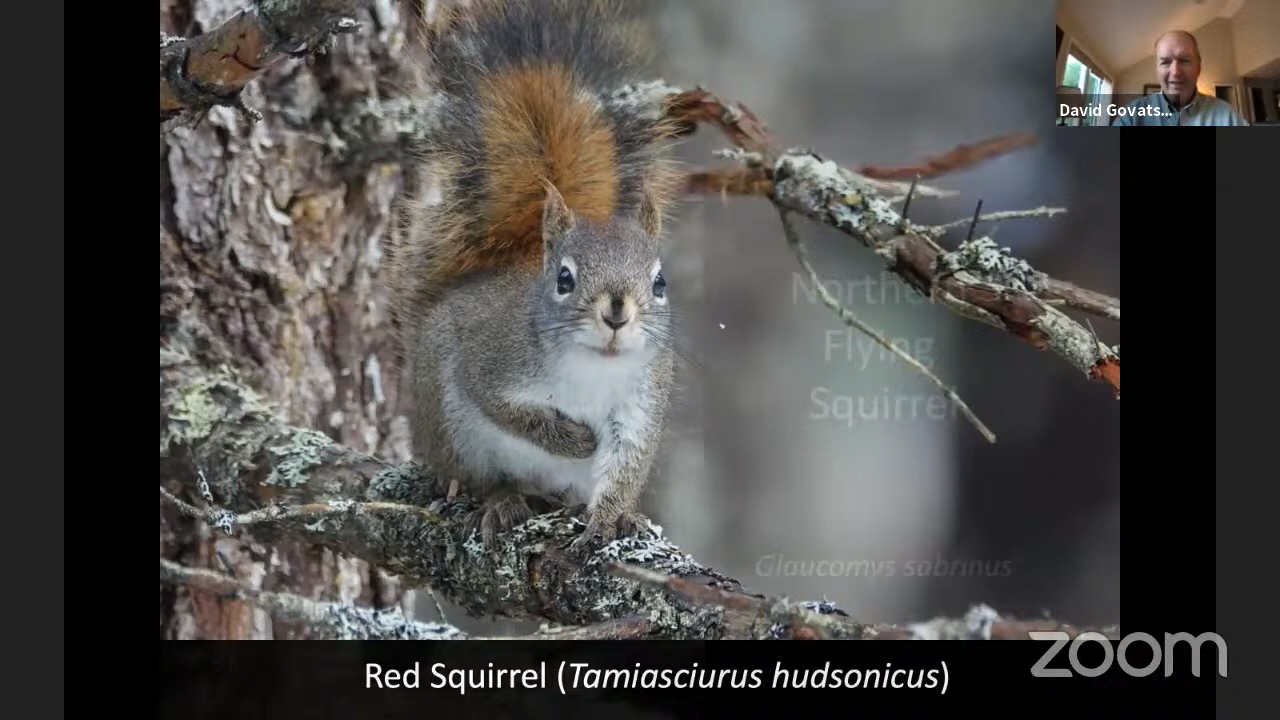 David Govats...
Northern
Flying
Squirrel
Glaucomys sabrinus
zoom
Red Squirrel (Tamiasciurus hudsonicus)